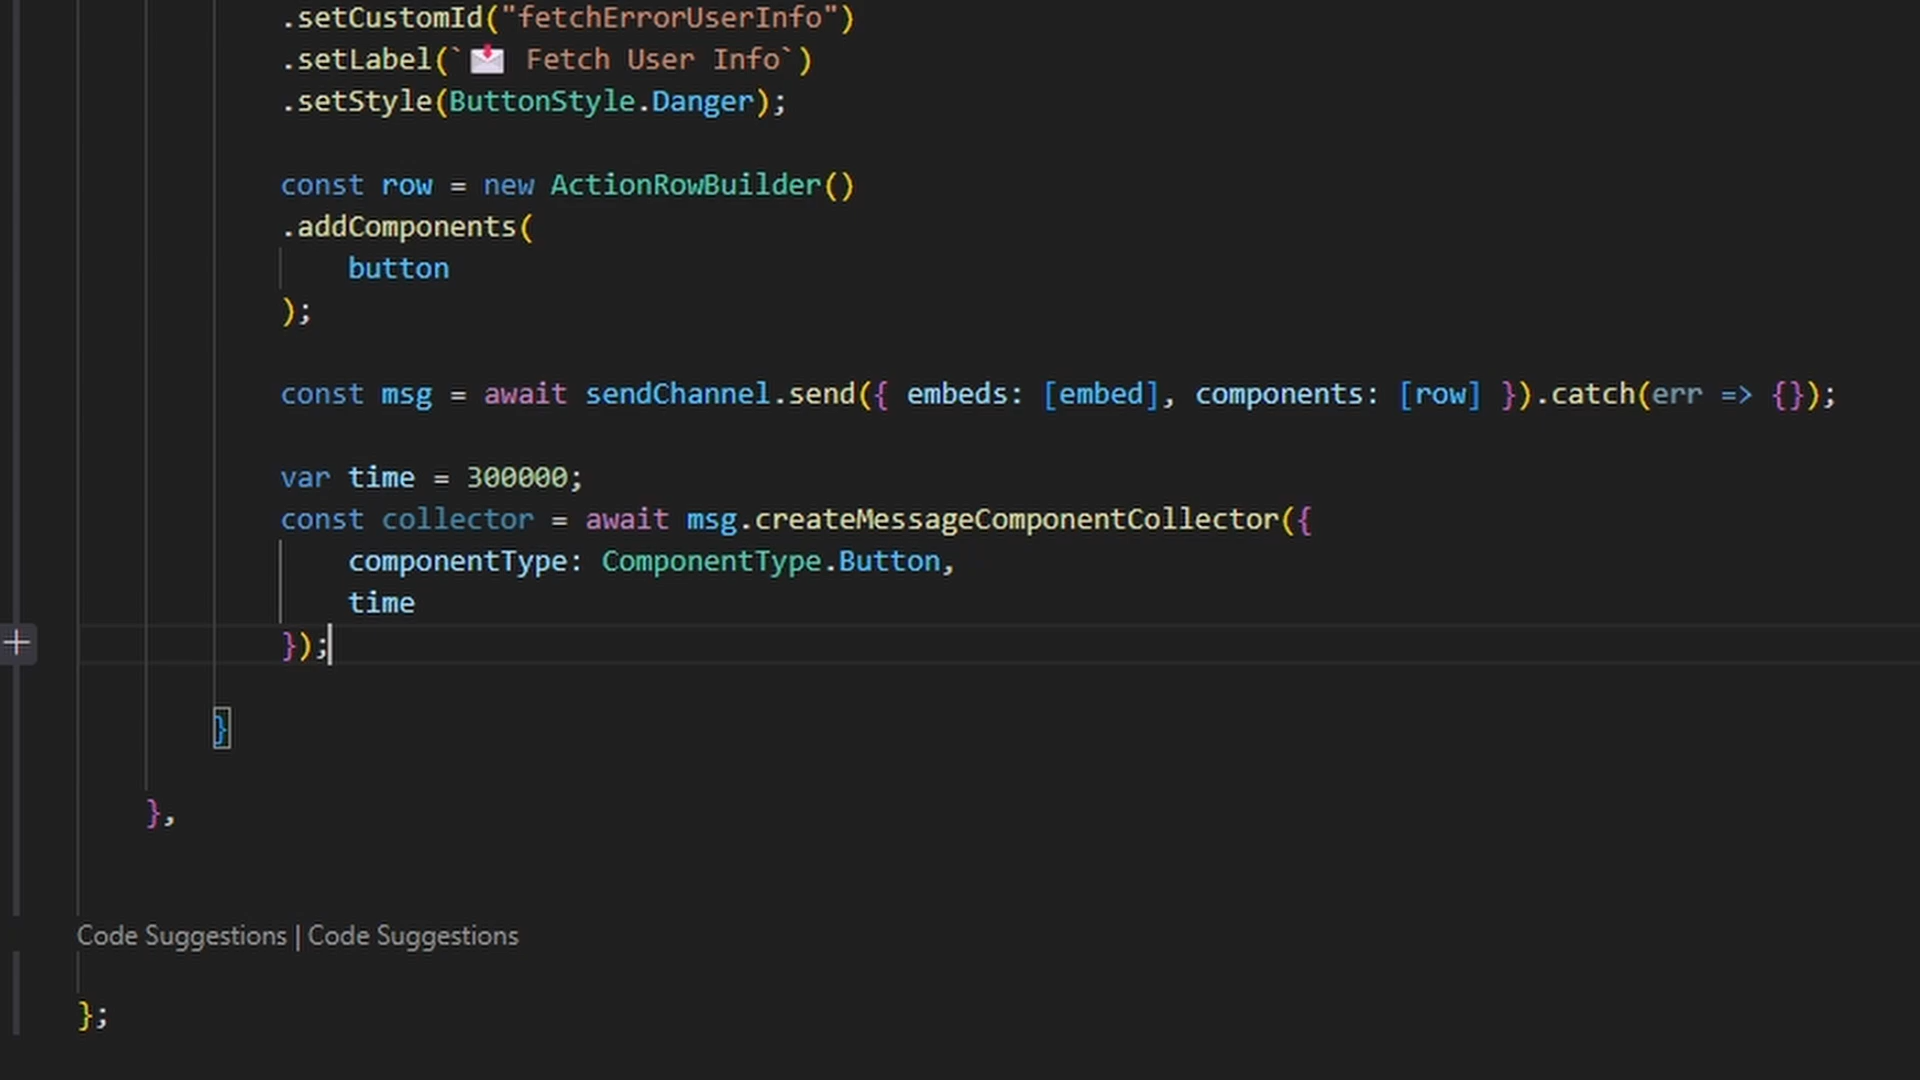 .setCustomId("fetchErrorUserInfo")
.setLabel(`📩 Fetch User Info`)
.setStyle(ButtonStyle.Danger);
const row = new ActionRowBuilder()
.addComponents(
button
);
const msg = await sendChannel.send({ embeds: [embed], components: [row] }).catch(err => {});
var time = 300000;
const collector = await msg.createMessageComponentCollector({
componentType: ComponentType.Button,
time
});
}
},
Code Suggestions | Code Suggestions
};